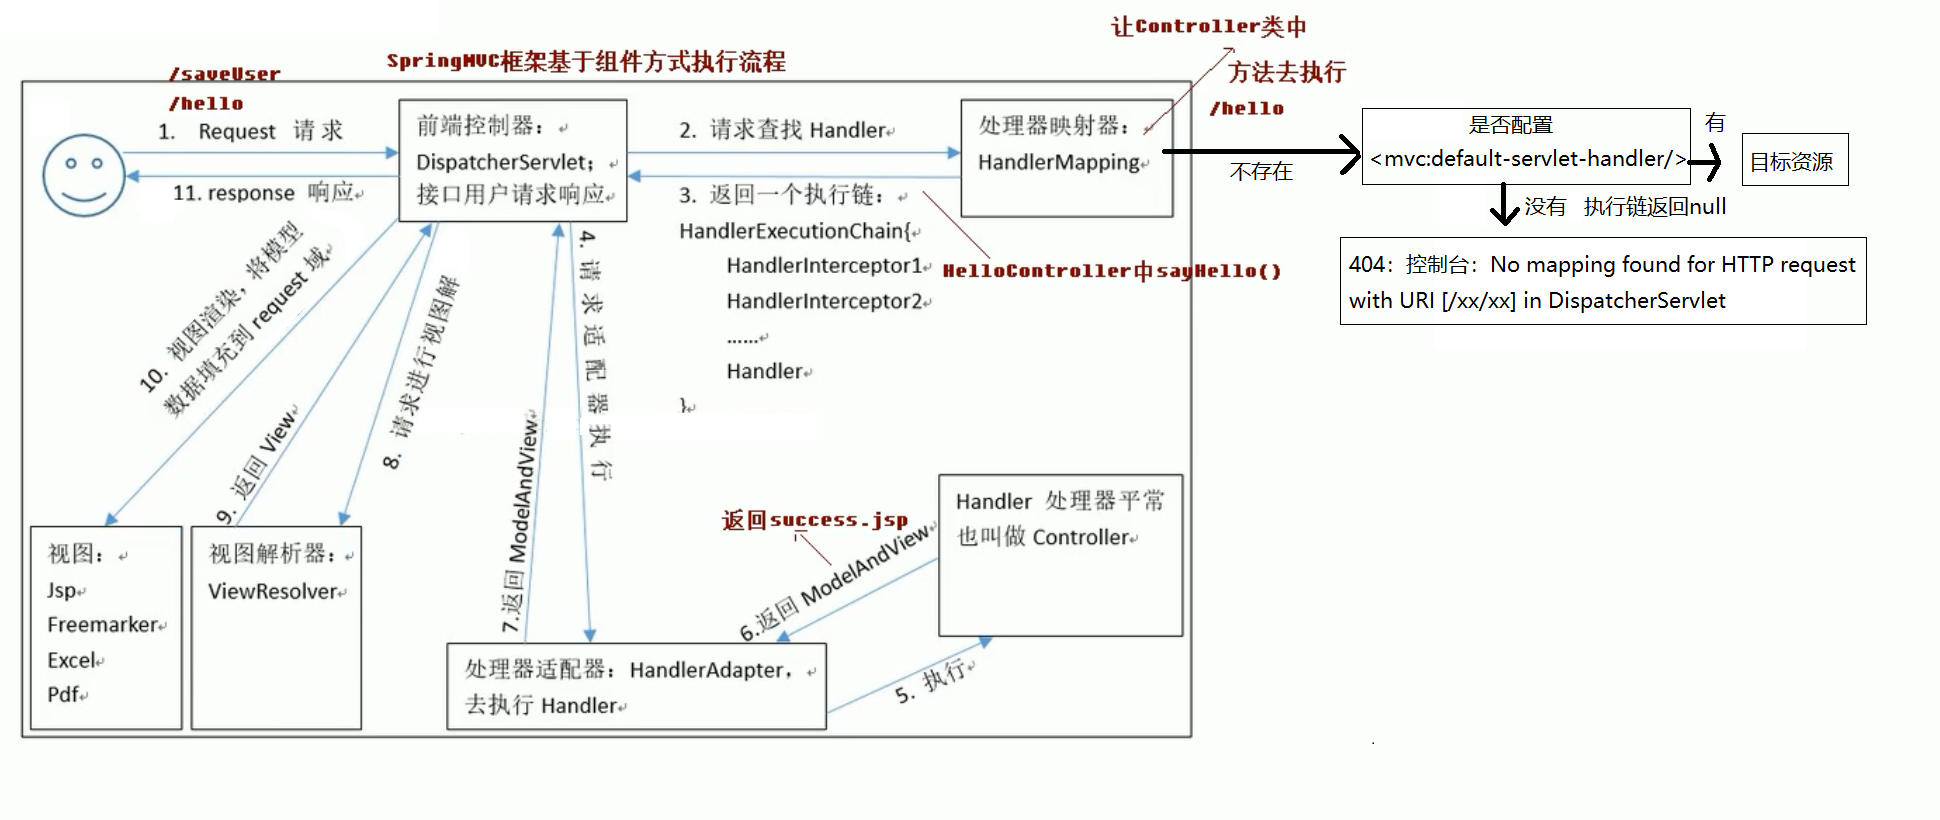 SpringMVC框架基于组件方式执行流程
/saveUser
/hello
1. Request 请求
11. response 响应
前端控制器：
DispatcherServlet；
接口用户请求响应
2. 请求查找 Handler
3. 返回一个执行链：
HandlerExecutionChain{
HandlerInterceptor1
HandlerInterceptor2
……
Handler
}
处理器映射器：
HandlerMapping
让Controller类中
方法去执行
/hello
HelloController中sayHello()
不存在
是否配置
<mvc:default-servlet-handler/>
有
目标资源
没有 执行链返回null
404：控制台：No mapping found for HTTP request
with URI [/xx/xx] in DispatcherServlet
4. 请求适配器执行
处理器适配器：HandlerAdapter，
去执行 Handler
5. 执行
Handler 处理器平常
也叫做 Controller
6.返回 ModelAndView
返回success.jsp
7.返回 ModelAndView
8. 请求进行视图解
9. 返回 View
视图解析器：
ViewResolver
10. 视图渲染，将模型
数据填充到 request 域
视图：
Jsp
Freemarker
Excel
Pdf